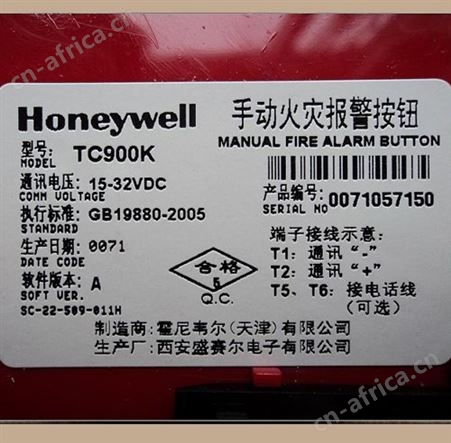 cn-africa.com
Honeywell 手动火灾报警按钮
MANUAL FIRE ALARM BUTTON
型号: TC900K
MODEL
通讯电压: 15-32VDC
COMM VOLTAGE
产品编号: 0071057150
SERIAL NO
执行标准: GB19880-2005
STANDARD
端子接线示意:
生产日期: 0071
DATE CODE
T1: 通讯 "-"
T2: 通讯 "+"
软件版本: A
SOFT VER.
合格
5
Q.C.
T5、T6: 接电话线
(可选)
SC-22-509-011H
制造商: 霍尼韦尔(天津)有限公司
生产厂: 西安盛赛尔电子有限公司
cn-africa.com